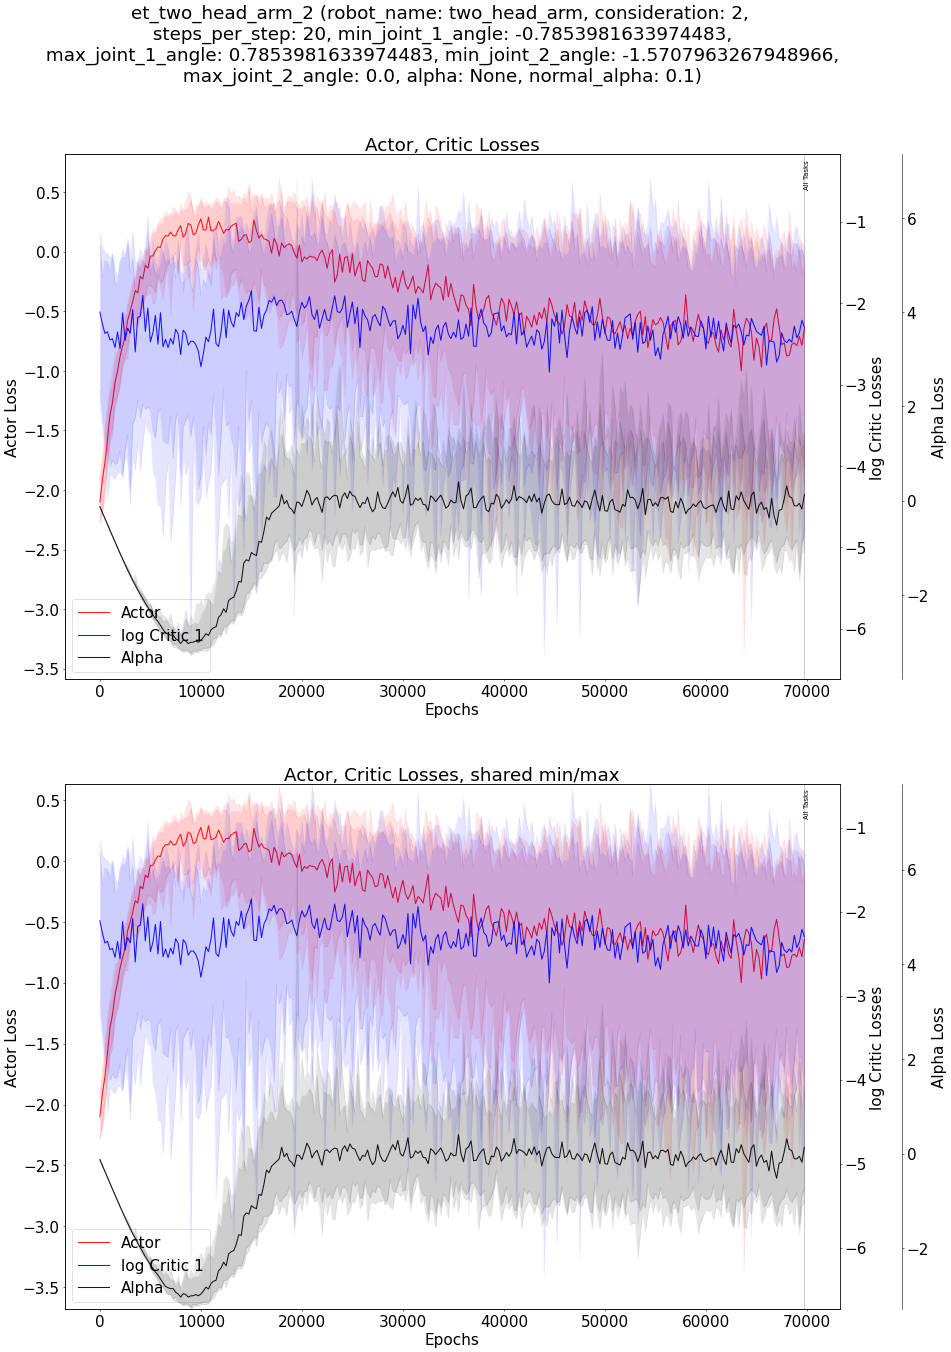 et_two_head_arm_2 (robot_name: two_head_arm, consideration: 2,
steps_per_step: 20, min_joint_1_angle: -0.7853981633974483,
max_joint_1_angle: 0.7853981633974483, min_joint_2_angle: -1.5707963267948966,
max_joint_2_angle: 0.0, alpha: None, normal_alpha: 0.1)
Actor, Critic Losses
All Tasks
0.5
0.0
−0.5
−1.0
−1.5
−2.0
−2.5
−3.0
−3.5
Actor Loss
−1
−2
−3
−4
−5
−6
log Critic Losses
6
4
2
0
−2
Alpha Loss
Actor
log Critic 1
Alpha
0 10000 20000 30000 40000 50000 60000 70000
Epochs
Actor, Critic Losses, shared min/max
All Tasks
0.5
0.0
−0.5
−1.0
−1.5
−2.0
−2.5
−3.0
−3.5
Actor Loss
−1
−2
−3
−4
−5
−6
log Critic Losses
6
4
2
0
−2
Alpha Loss
Actor
log Critic 1
Alpha
0 10000 20000 30000 40000 50000 60000 70000
Epochs